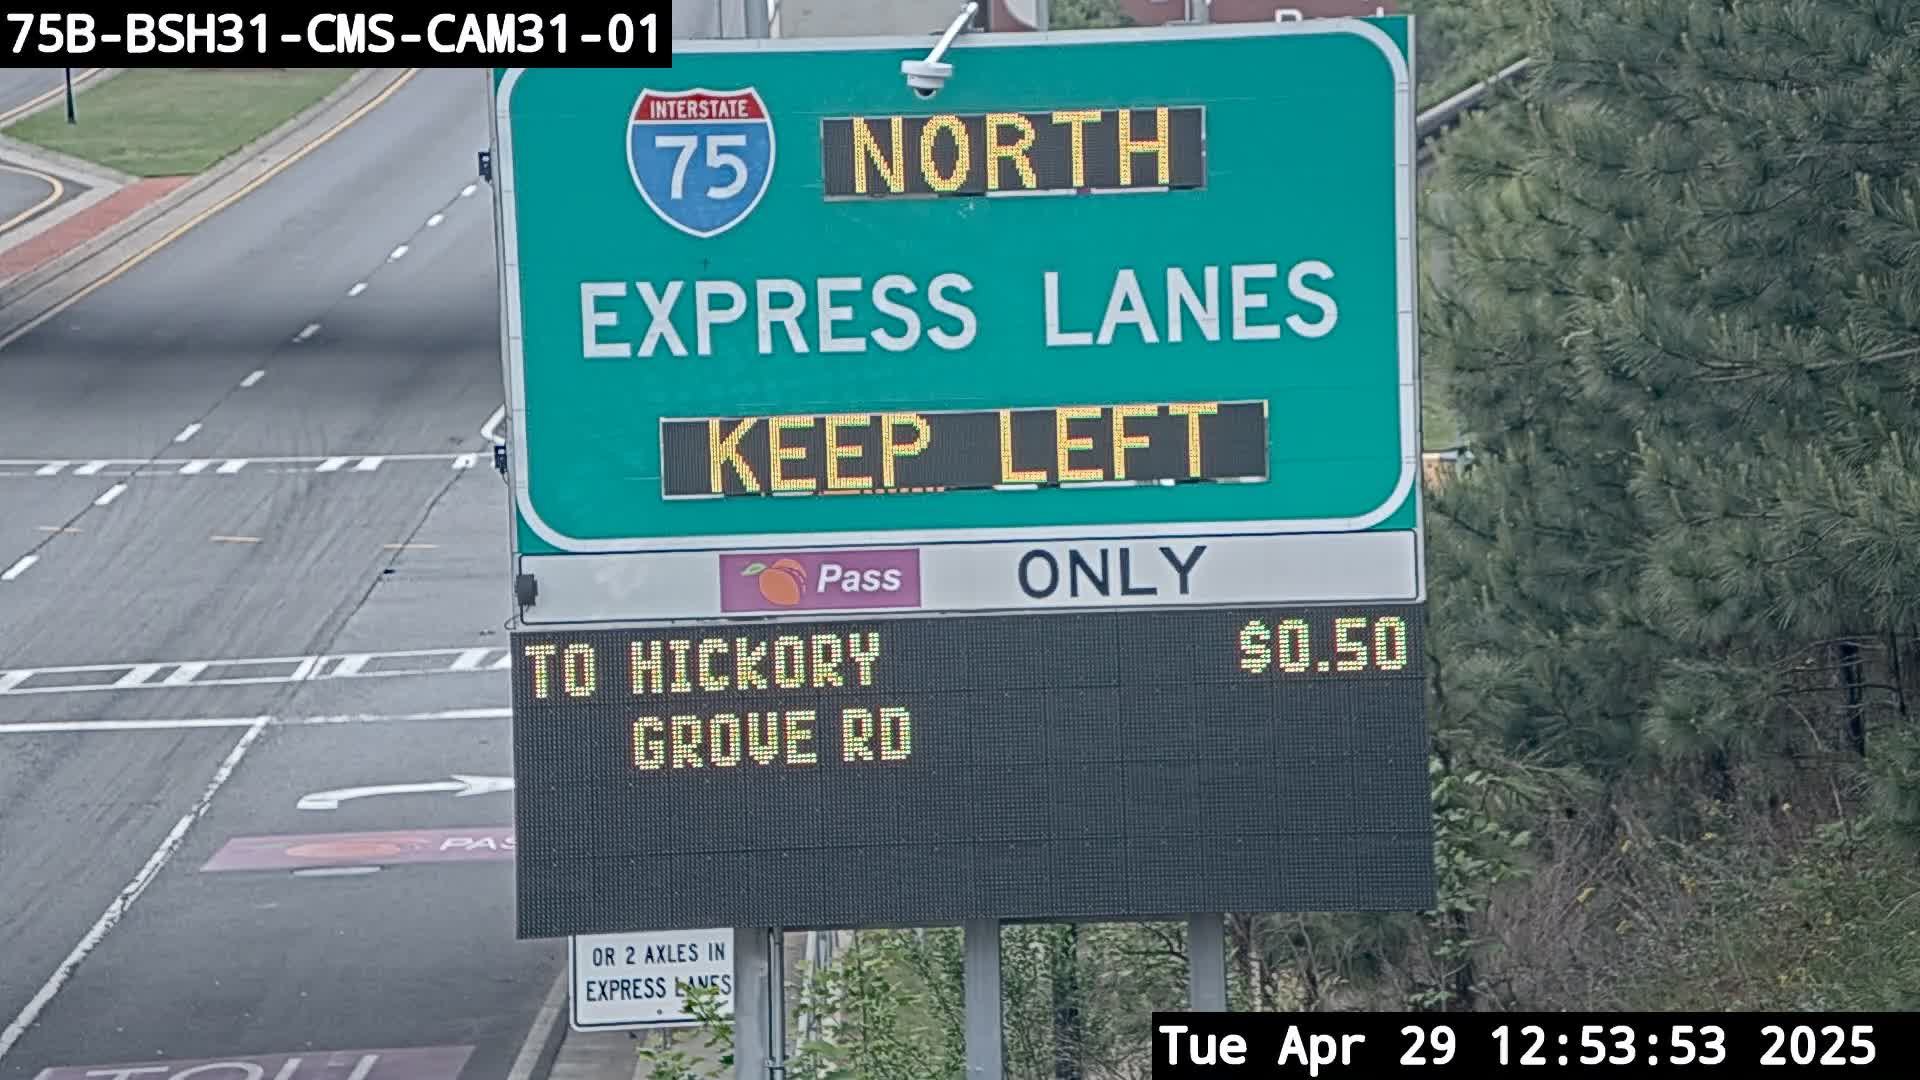 75B-BSH31-CMS-CAM31-01
INTERSTATE
75
NORTH
EXPRESS LANES
KEEP LEFT
Pass ONLY
TO HICKORY $0.50
GROVE RD
OR 2 AXLES IN
EXPRESS LANES
Tue Apr 29 12:53:53 2025